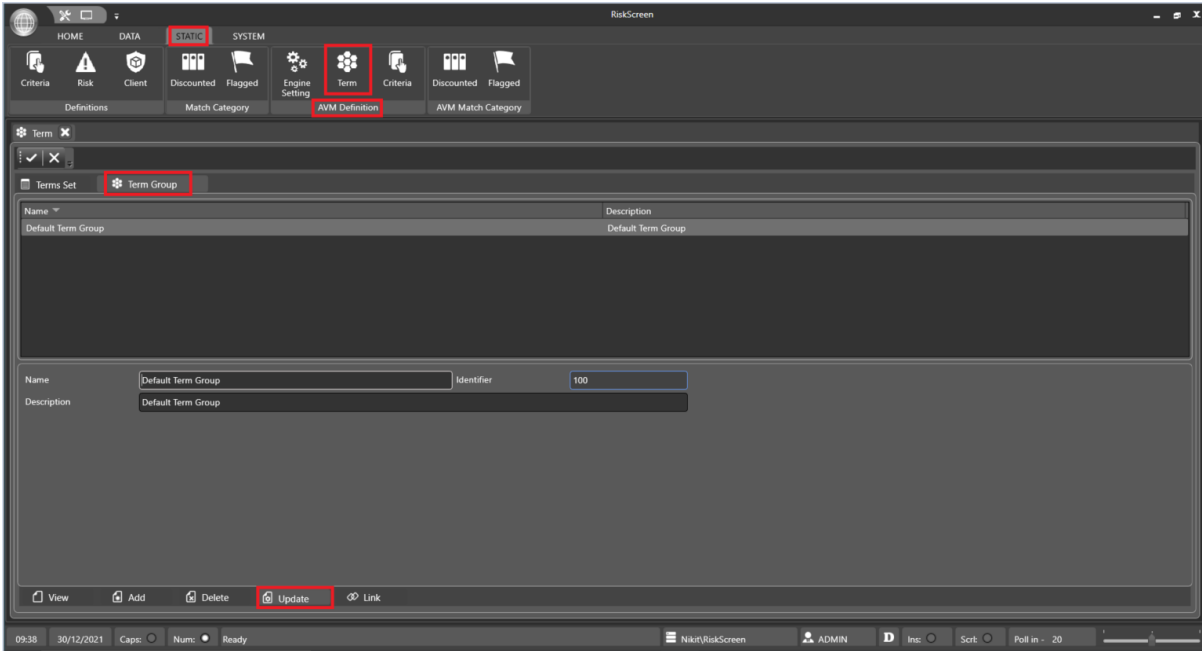 RiskScreen
HOME DATA STATIC SYSTEM
Criteria Risk Client Discounted Flagged Engine Setting Term Criteria Discounted Flagged
Definitions Match Category AVM Definition AVM Match Category
Term
Terms Set Term Group
Name Description
Default Term Group Default Term Group
Name Default Term Group Identifier 100
Description Default Term Group
View Add Delete Update Link
09:38 30/12/2021 Caps: Num: Ready Nikit\RiskScreen ADMIN D Ins: Scrl: Poll in - 20